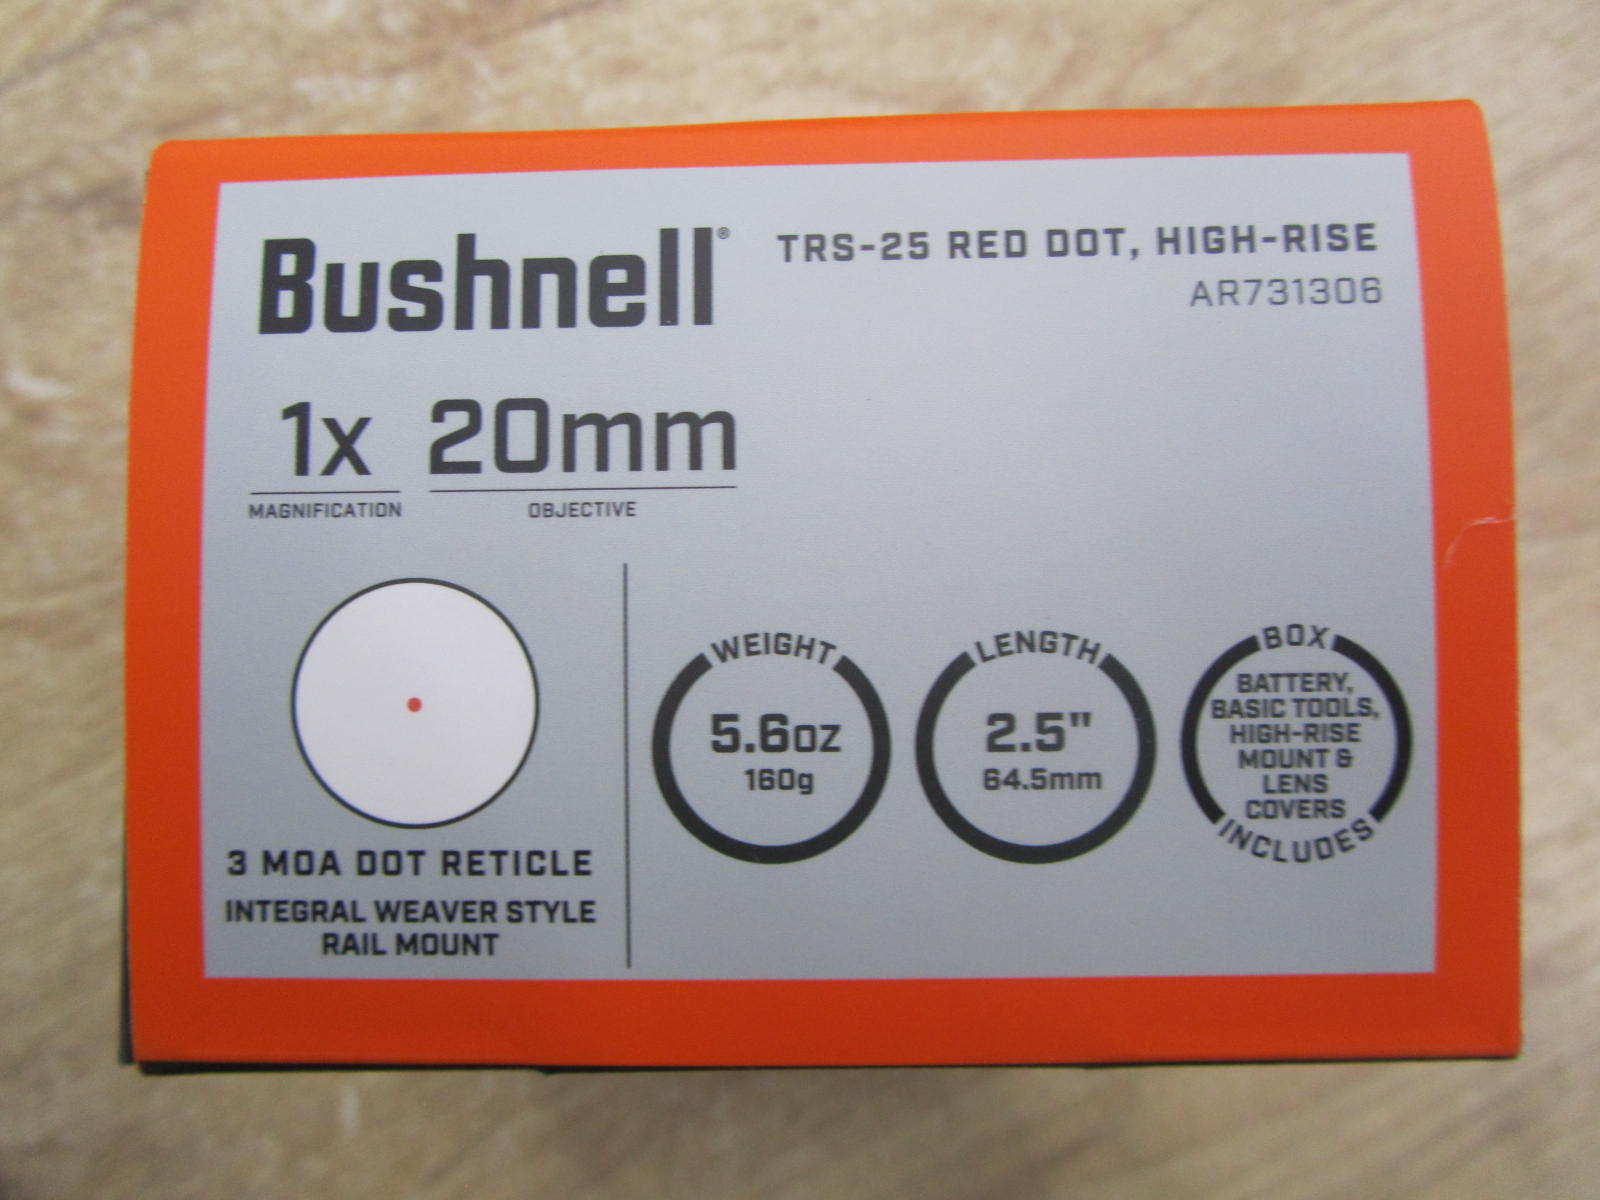 Bushnell®
TRS-25 RED DOT, HIGH-RISE
AR731306
1x 20mm
MAGNIFICATION OBJECTIVE
3 MOA DOT RETICLE
INTEGRAL WEAVER STYLE
RAIL MOUNT
WEIGHT
5.6oz
160g
LENGTH
2.5"
64.5mm
BOX
BATTERY,
BASIC TOOLS,
HIGH-RISE
MOUNT &
LENS
COVERS
INCLUDES